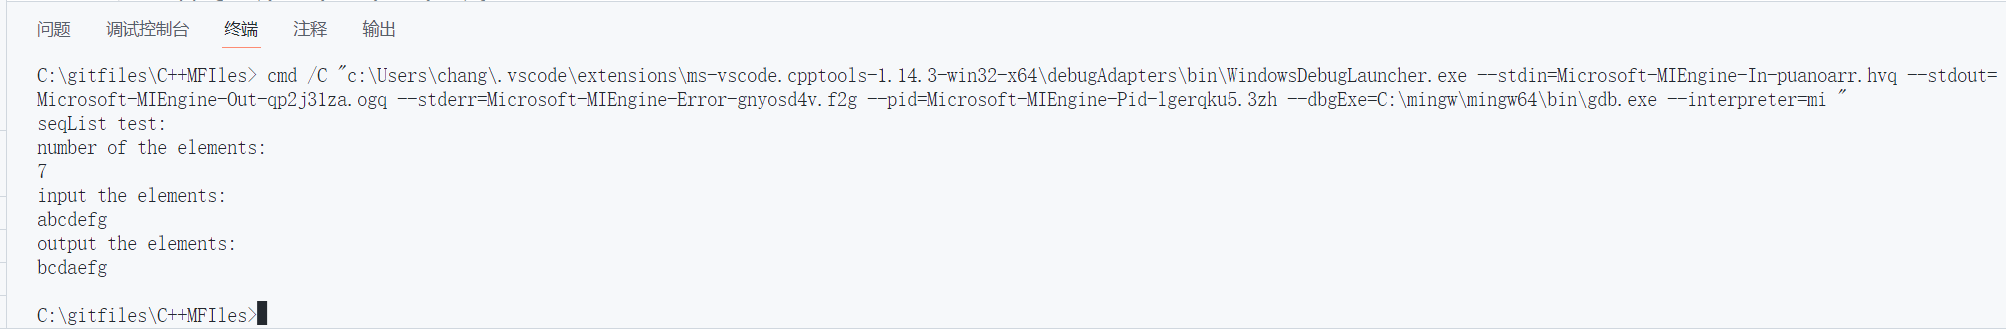 问题 调试控制台 终端 注释 输出
C:\gitfiles\C++MFIles> cmd /C "c:\Users\chang\.vscode\extensions\ms-vscode.cpptools-1.14.3-win32-x64\debugAdapters\bin\WindowsDebugLauncher.exe --stdin=Microsoft-MIEngine-In-puanoarr.hvq --stdout=
Microsoft-MIEngine-Out-qp2j31za.ogq --stderr=Microsoft-MIEngine-Error-gnyosd4v.f2g --pid=Microsoft-MIEngine-Pid-lgerqku5.3zh --dbgExe=C:\mingw\mingw64\bin\gdb.exe --interpreter=mi "
seqList test:
number of the elements:
7
input the elements:
abcdefg
output the elements:
bcdaefg
C:\gitfiles\C++MFIles>